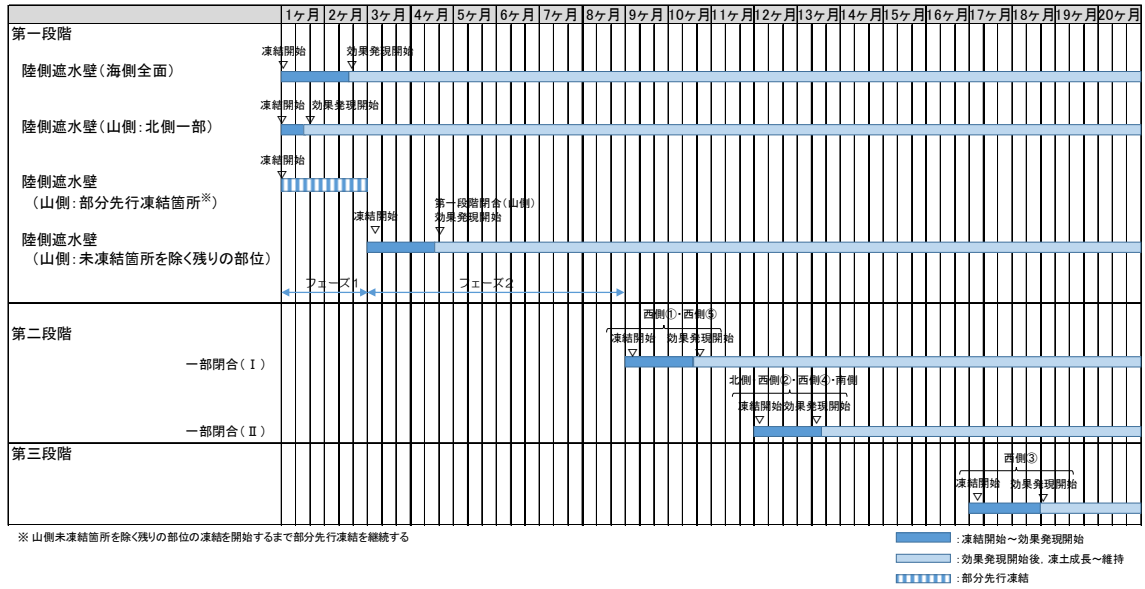 1ヶ月 2ヶ月 3ヶ月 4ヶ月 5ヶ月 6ヶ月 7ヶ月 8ヶ月 9ヶ月 10ヶ月 11ヶ月 12ヶ月 13ヶ月 14ヶ月 15ヶ月 16ヶ月 17ヶ月 18ヶ月 19ヶ月 20ヶ月
第一段階
凍結開始 効果発現開始
陸側遮水壁(海側全面)
凍結開始 効果発現開始
陸側遮水壁(山側:北側一部)
凍結開始
陸側遮水壁
(山側:部分先行凍結箇所※)
第一段階閉合(山側)
凍結開始 効果発現開始
陸側遮水壁
(山側:未凍結箇所を除く残りの部位)
フェーズ1 フェーズ2
西側①・西側⑤
第二段階
凍結開始 効果発現開始
一部閉合(Ⅰ)
北側・西側②・西側④・南側
凍結開始 効果発現開始
一部閉合(Ⅱ)
第三段階
西側③
凍結開始 効果発現開始
※ 山側未凍結箇所を除く残りの部位の凍結を開始するまで部分先行凍結を継続する
:凍結開始~効果発現開始
:効果発現開始後、凍土成長~維持
:部分先行凍結